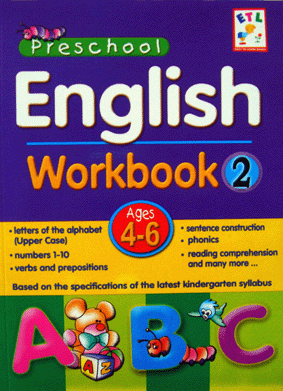 ETL
Preschool
English
Workbook 2
Ages
4-6
• letters of the alphabet
(Upper Case)
• numbers 1-10
• verbs and prepositions
• sentence construction
• phonics
• reading comprehension
and many more ...
Based on the specifications of the latest kindergarten syllabus
A B C
A Z